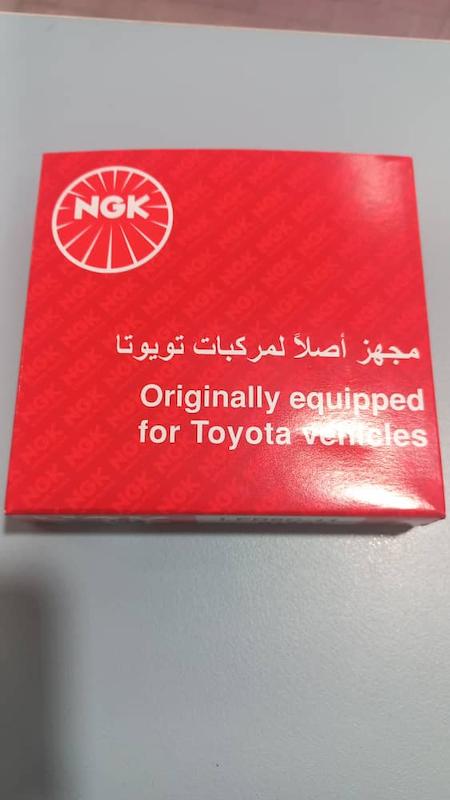 NGK
مجهز أصلاً لمركبات تويوتا
Originally equipped
for Toyota vehicles